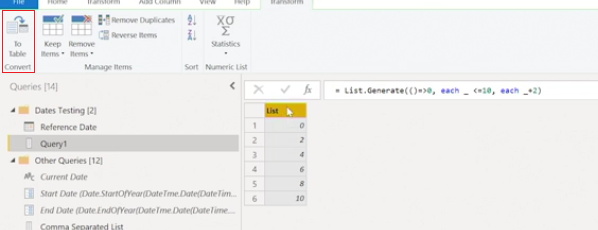 File Home Transform Add Column View Help Transform
To Table
Keep Items
Remove Items
Remove Duplicates
Reverse Items
Statistics
Convert Manage Items Sort Numeric List
Queries [14]
= List.Generate(()=>0, each _ <=10, each _+2)
Dates Testing [2]
Reference Date
Query1
Other Queries [12]
Current Date
Start Date (Date.StartOfYear(DateTme.Date(DateTim...
End Date (Date.EndOfYear(DateTme.Date(DateTime....
Comma Separated List
List
1 0
2 2
3 4
4 6
5 8
6 10